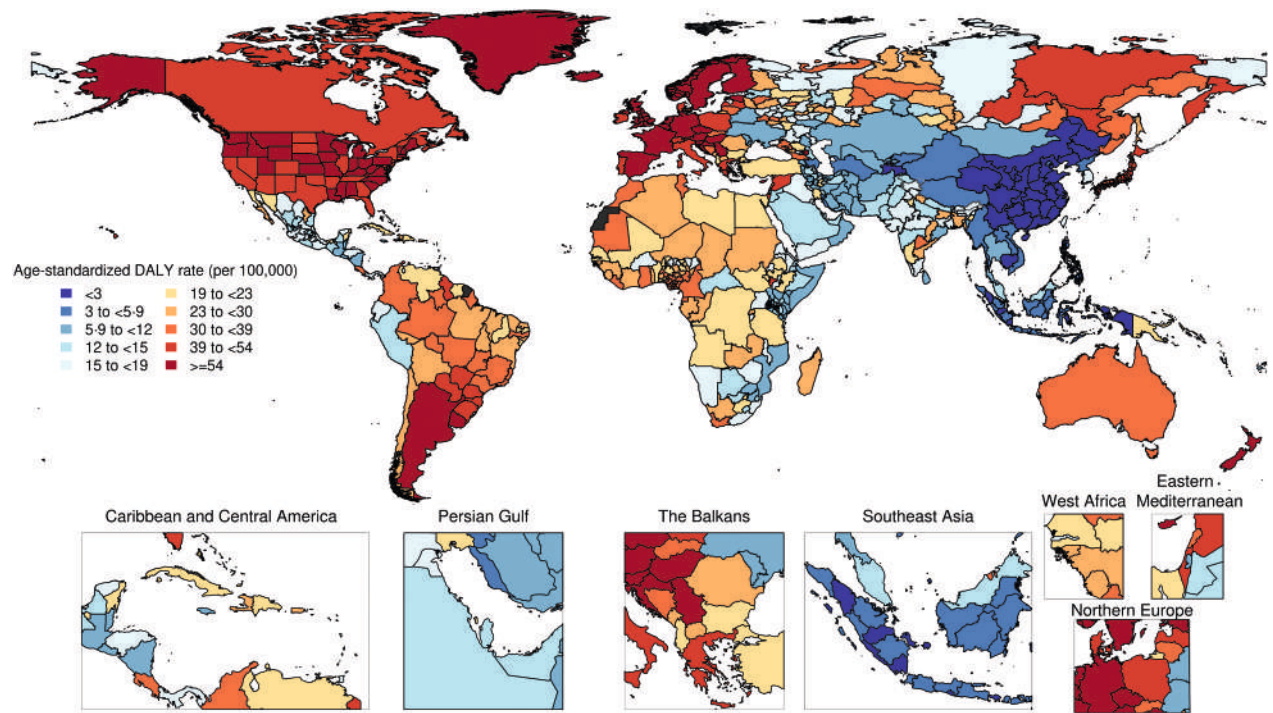 Age-standardized DALY rate (per 100,000)
<3
3 to <5·9
5·9 to <12
12 to <15
15 to <19
19 to <23
23 to <30
30 to <39
39 to <54
>=54
Caribbean and Central America
Persian Gulf
The Balkans
Southeast Asia
West Africa
Eastern
Mediterranean
Northern Europe